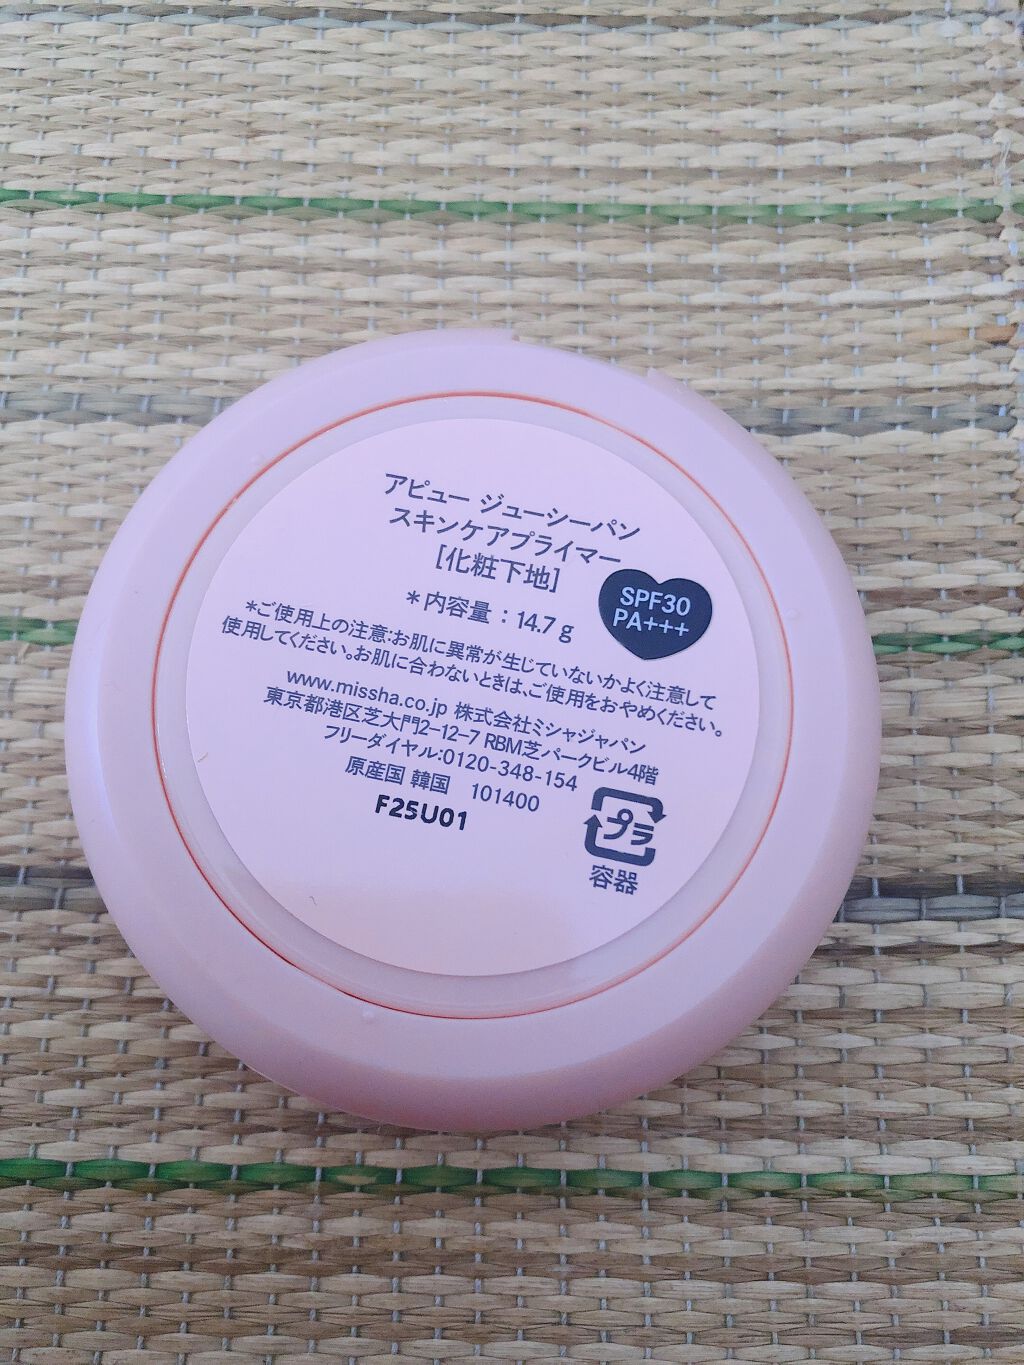 アピュー ジューシーパン
スキンケアプライマー
[化粧下地]
＊内容量：14.7 g
SPF30
PA+++
＊ご使用上の注意:お肌に異常が生じていないかよく注意して
使用してください。お肌に合わないときは、ご使用をおやめください。
www.missha.co.jp 株式会社ミシャジャパン
東京都港区芝大門2-12-7 RBM芝パークビル4階
フリーダイヤル:0120-348-154
原産国 韓国 101400
F25U01
プラ
容器